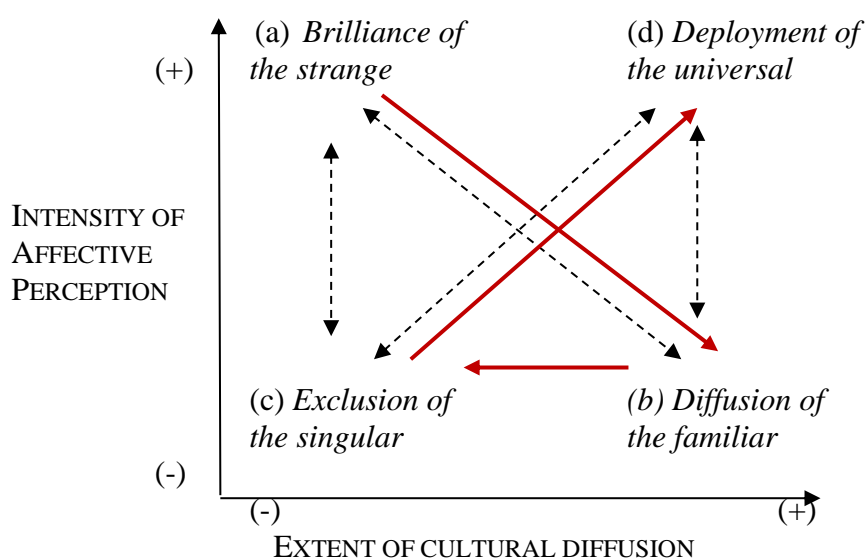 (a) Brilliance of
the strange
(d) Deployment of
the universal
(+)
INTENSITY OF
AFFECTIVE
PERCEPTION
(c) Exclusion of
the singular
(b) Diffusion of
the familiar
(-)
(-)
(+)
EXTENT OF CULTURAL DIFFUSION